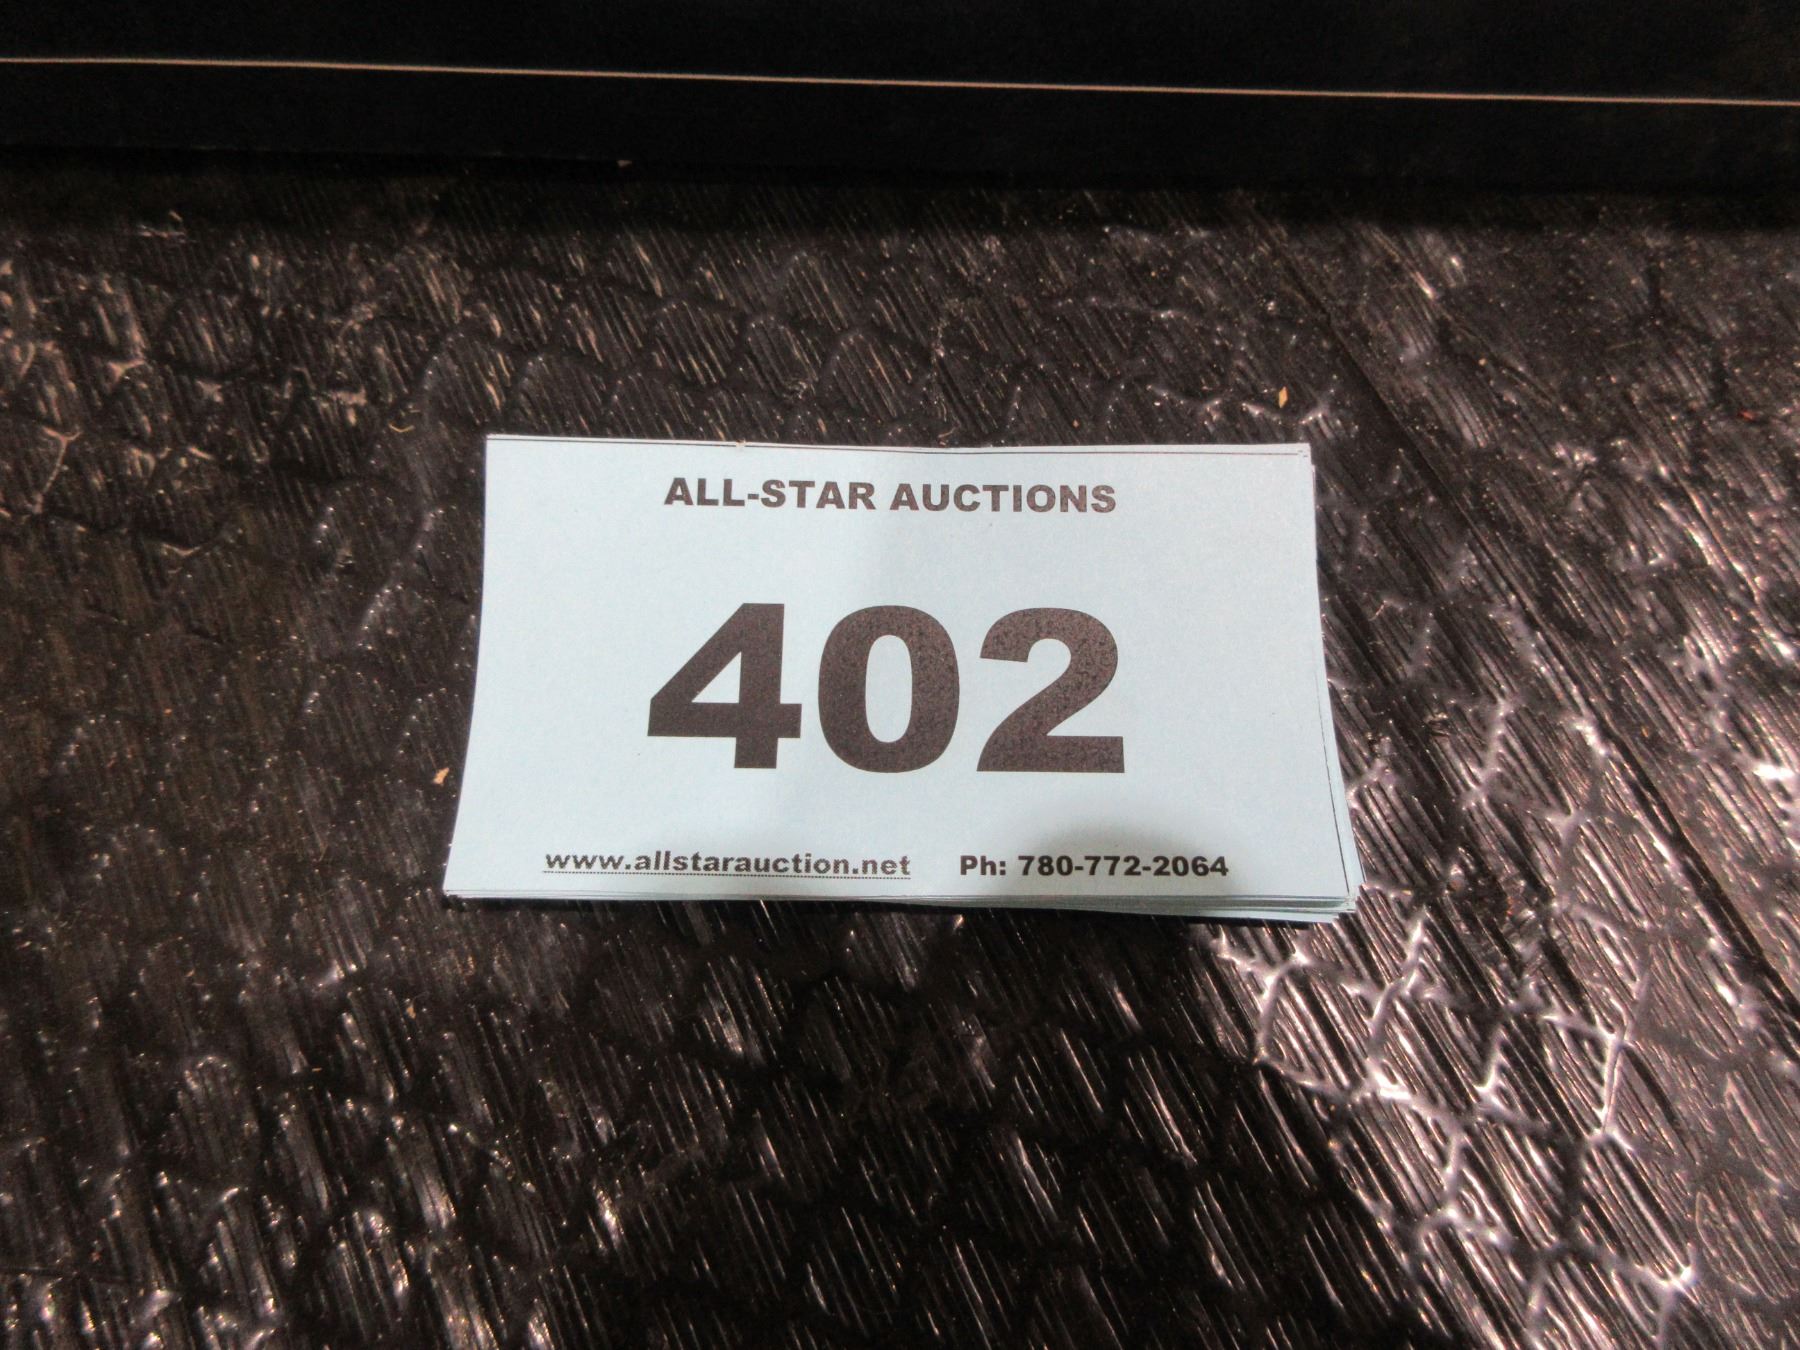 ALL-STAR AUCTIONS
402
www.allstarauction.net Ph: 780-772-2064